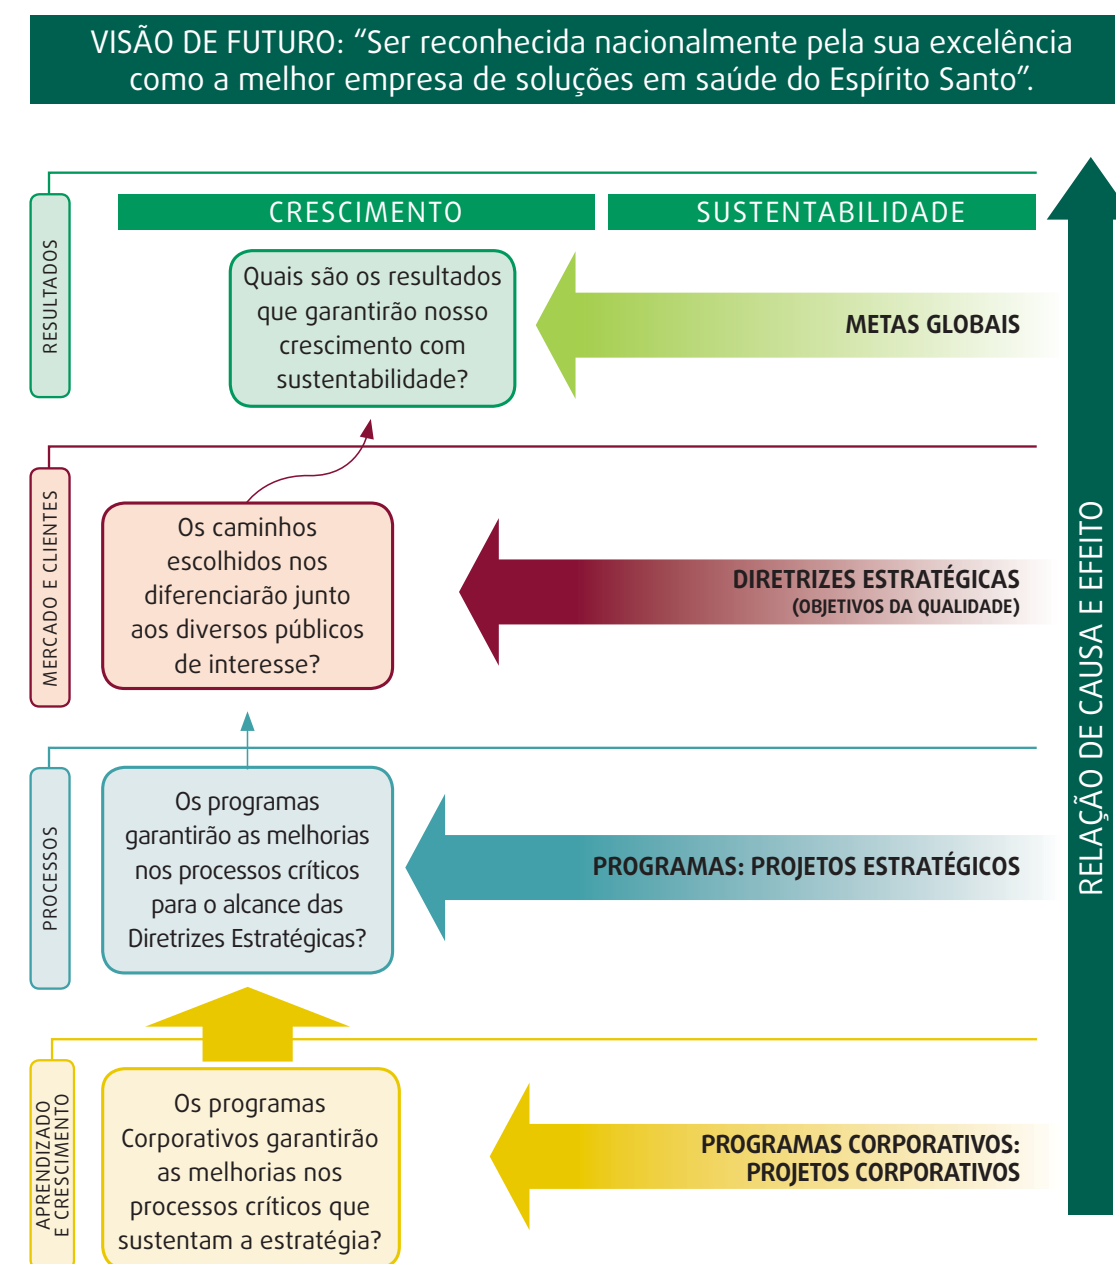 VISÃO DE FUTURO: “Ser reconhecida nacionalmente pela sua excelência
como a melhor empresa de soluções em saúde do Espírito Santo”.
RESULTADOS
CRESCIMENTO
SUSTENTABILIDADE
Quais são os resultados
que garantirão nosso
crescimento com
sustentabilidade?
METAS GLOBAIS
MERCADO E CLIENTES
Os caminhos
escolhidos nos
diferenciarão junto
aos diversos públicos
de interesse?
DIRETRIZES ESTRATÉGICAS
(OBJETIVOS DA QUALIDADE)
PROCESSOS
Os programas
garantirão as melhorias
nos processos críticos
para o alcance das
Diretrizes Estratégicas?
PROGRAMAS: PROJETOS ESTRATÉGICOS
APRENDIZADO
E CRESCIMENTO
Os programas
Corporativos garantirão
as melhorias nos
processos críticos que
sustentam a estratégia?
PROGRAMAS CORPORATIVOS:
PROJETOS CORPORATIVOS
RELAÇÃO DE CAUSA E EFEITO